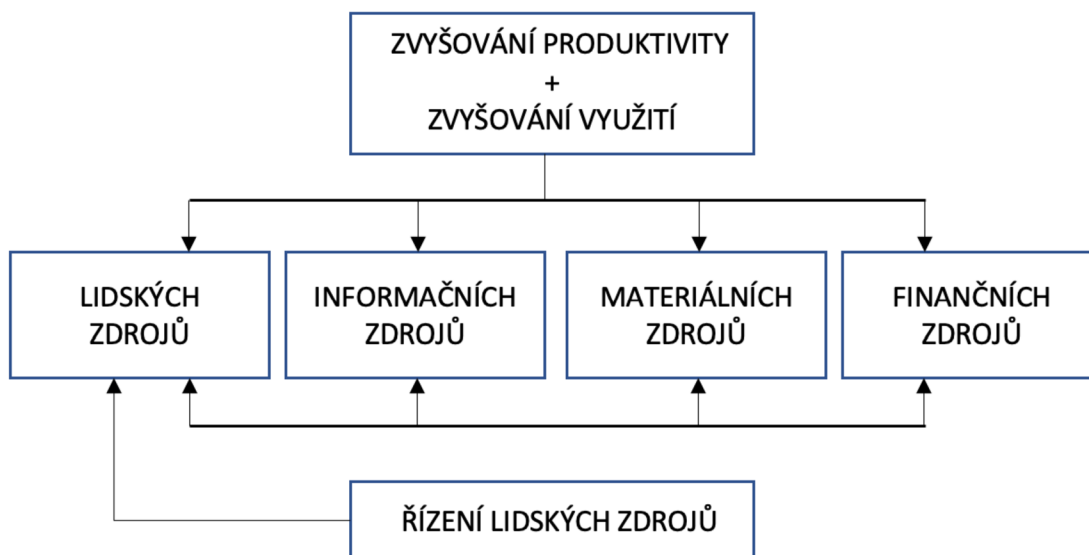 ZVYŠOVÁNÍ PRODUKTIVITY
+
ZVYŠOVÁNÍ VYUŽITÍ
LIDSKÝCH
ZDROJŮ
INFORMAČNÍCH
ZDROJŮ
MATERIÁLNÍCH
ZDROJŮ
FINANČNÍCH
ZDROJŮ
ŘÍZENÍ LIDSKÝCH ZDROJŮ